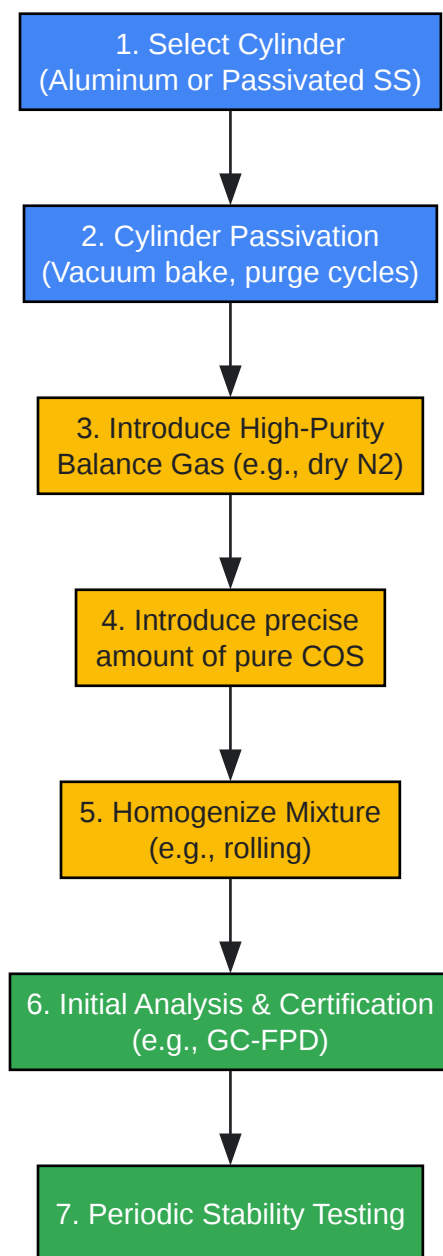 1. Select Cylinder
(Aluminum or Passivated SS)
2. Cylinder Passivation
(Vacuum bake, purge cycles)
3. Introduce High-Purity
Balance Gas (e.g., dry N2)
4. Introduce precise
amount of pure COS
5. Homogenize Mixture
(e.g., rolling)
6. Initial Analysis & Certification
(e.g., GC-FPD)
7. Periodic Stability Testing